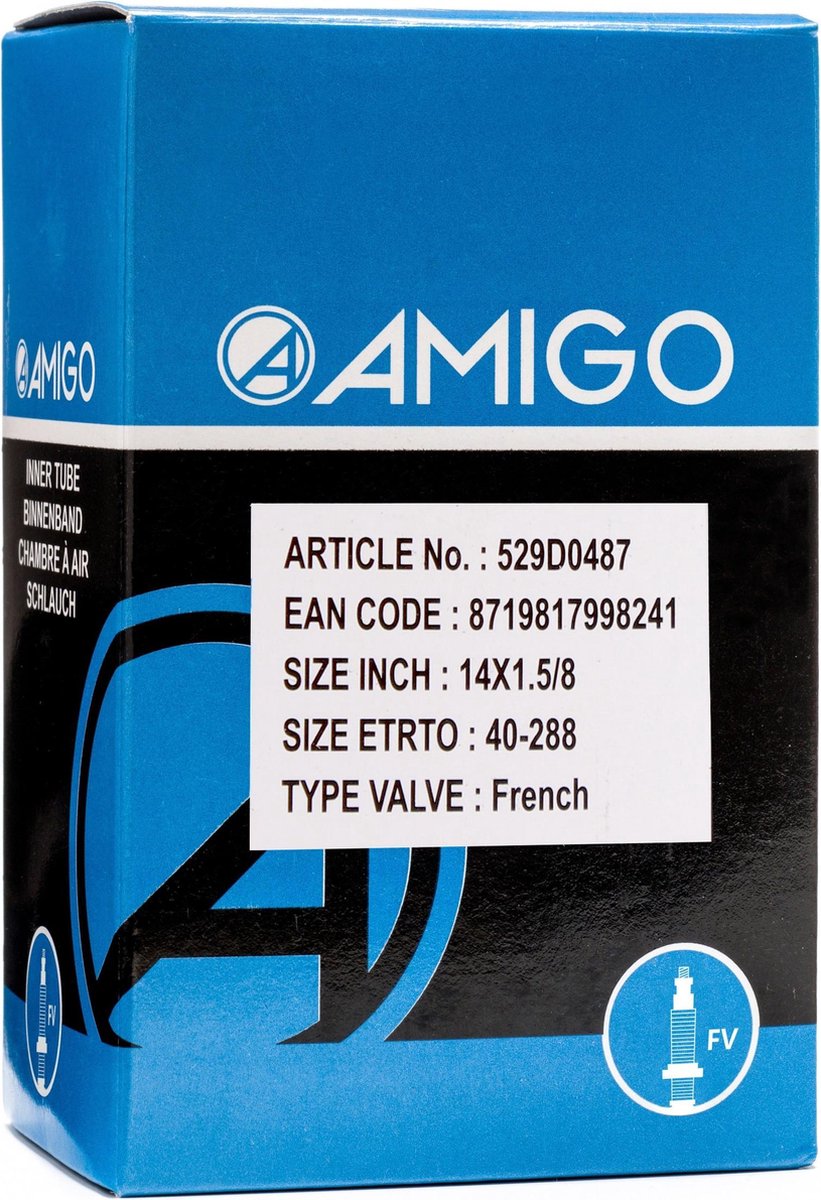 AMIGO
AMIGO
INNER TUBE
BINNENBAND
CHAMBRE À AIR
SCHLAUCH
ARTICLE No. : 529D0487
EAN CODE : 8719817998241
SIZE INCH : 14X1.5/8
SIZE ETRTO : 40-288
TYPE VALVE : French
FV
FV